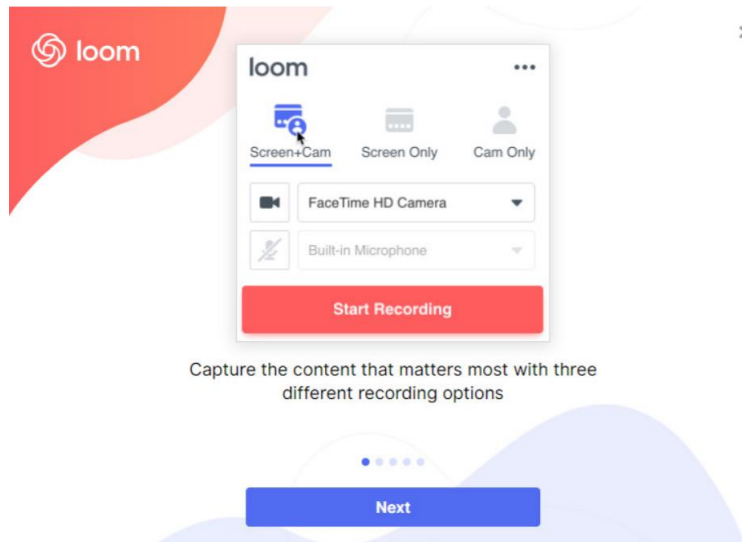 loom
loom
Screen+Cam Screen Only Cam Only
FaceTime HD Camera
Built-in Microphone
Start Recording
Capture the content that matters most with three
different recording options
Next